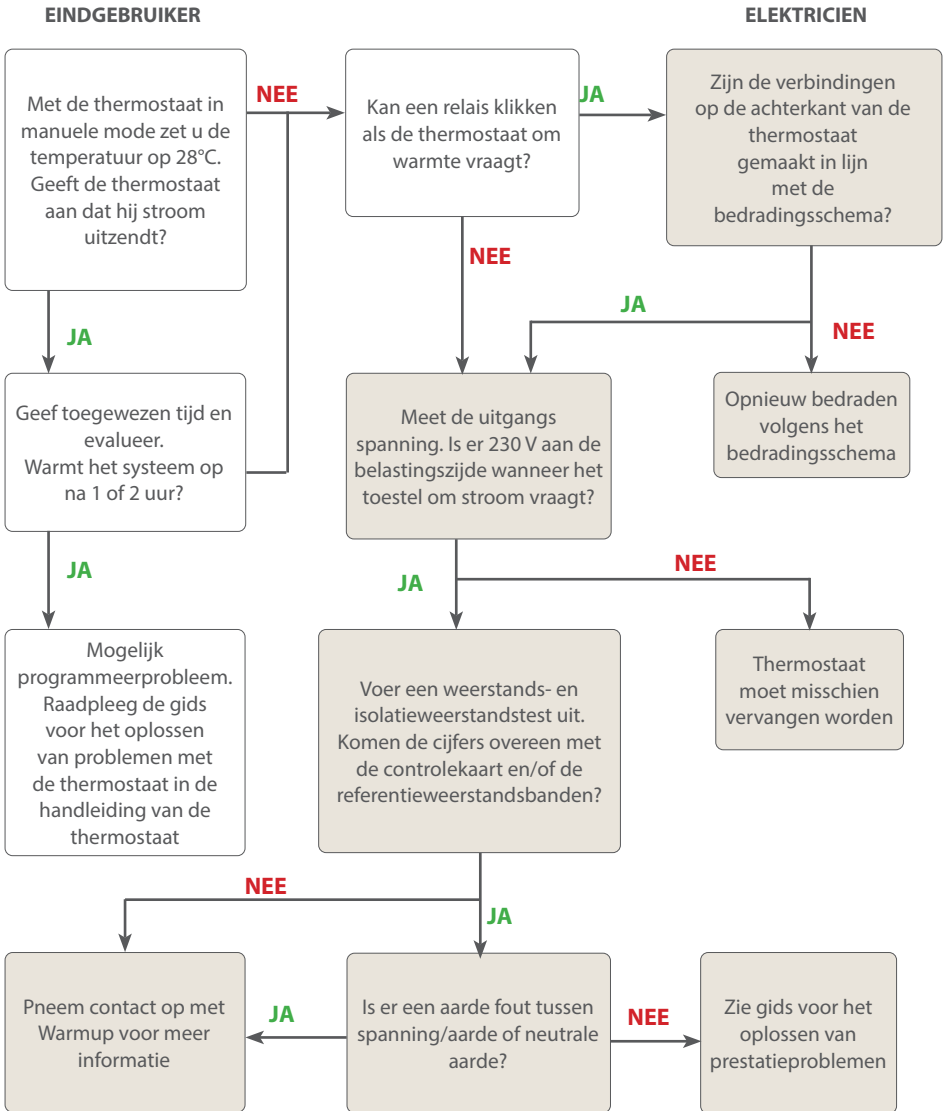 EINDGEBRUIKER
ELEKTRICIEN
Met de thermostaat in
manuele mode zet u de
temperatuur op 28°C.
Geeft de thermostaat
aan dat hij stroom
uitzendt?
NEE
Kan een relais klikken
als de thermostaat om
warmte vraagt?
JA
Zijn de verbindingen
op de achterkant van de
thermostaat
gemaakt in lijn
met de
bedradingsschema?
JA
NEE
JA
NEE
Geef toegewezen tijd en
evalueer.
Warmt het systeem op
na 1 of 2 uur?
Meet de uitgangs
spanning. Is er 230 V aan de
belastingszijde wanneer het
toestel om stroom vraagt?
Opnieuw bedraden
volgens het
bedradingsschema
JA
JA
NEE
Mogelijk
programmeerprobleem.
Raadpleeg de gids
voor het oplossen
van problemen met
de thermostaat in de
handleiding van de
thermostaat
Voer een weerstands- en
isolatieweerstandstest uit.
Komen de cijfers overeen met
de controlekaart en/of de
referentieweerstandsbanden?
Thermostaat
moet misschien
vervangen worden
NEE
JA
Pneem contact op met
Warmup voor meer
informatie
JA
Is er een aarde fout tussen
spanning/aarde of neutrale
aarde?
NEE
Zie gids voor het
oplossen van
prestatieproblemen